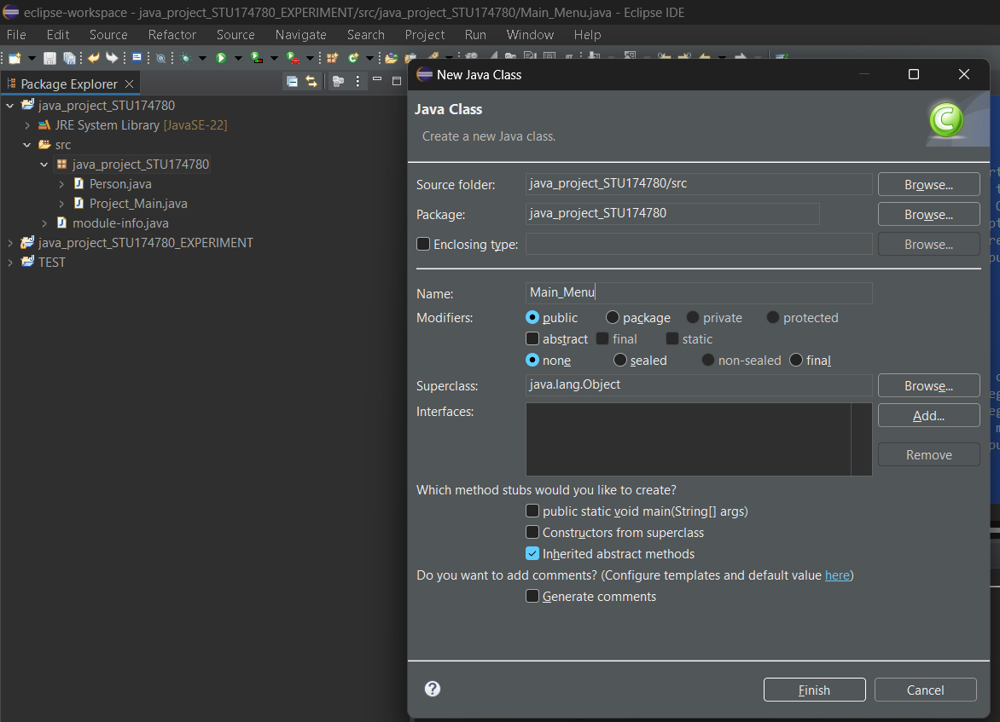 eclipse-workspace - java_project_STU174780_EXPERIMENT/src/java_project_STU174780/Main_Menu.java - Eclipse IDE
File Edit Source Refactor Source Navigate Search Project Run Window Help
Package Explorer
java_project_STU174780
JRE System Library [JavaSE-22]
src
java_project_STU174780
Person.java
Project_Main.java
module-info.java
java_project_STU174780_EXPERIMENT
TEST
New Java Class
Java Class
Create a new Java class.
Source folder: java_project_STU174780/src Browse...
Package: java_project_STU174780 Browse...
Enclosing type: Browse...
Name: Main_Menu
Modifiers: public package private protected
abstract final static
none sealed non-sealed final
Superclass: java.lang.Object Browse...
Interfaces: Add...
Remove
Which method stubs would you like to create?
public static void main(String[] args)
Constructors from superclass
Inherited abstract methods
Do you want to add comments? (Configure templates and default value here)
Generate comments
? Finish Cancel